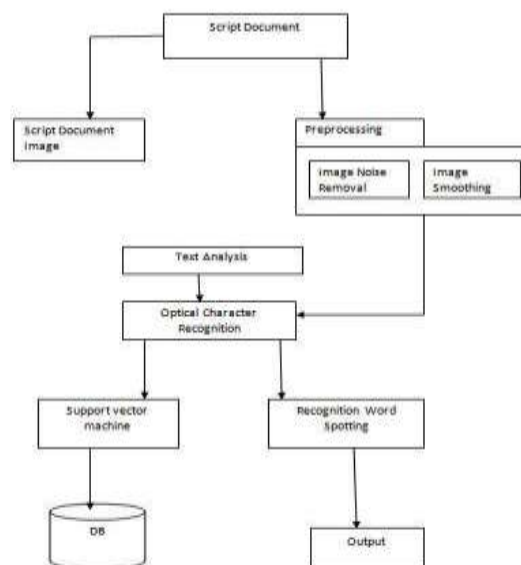 Script Document
Script Document
Image
Preprocessing
Image Noise
Removal
Image
Smoothing
Text Analysis
Optical Character
Recognition
Support vector
machine
Recognition Word
Spotting
DB
Output